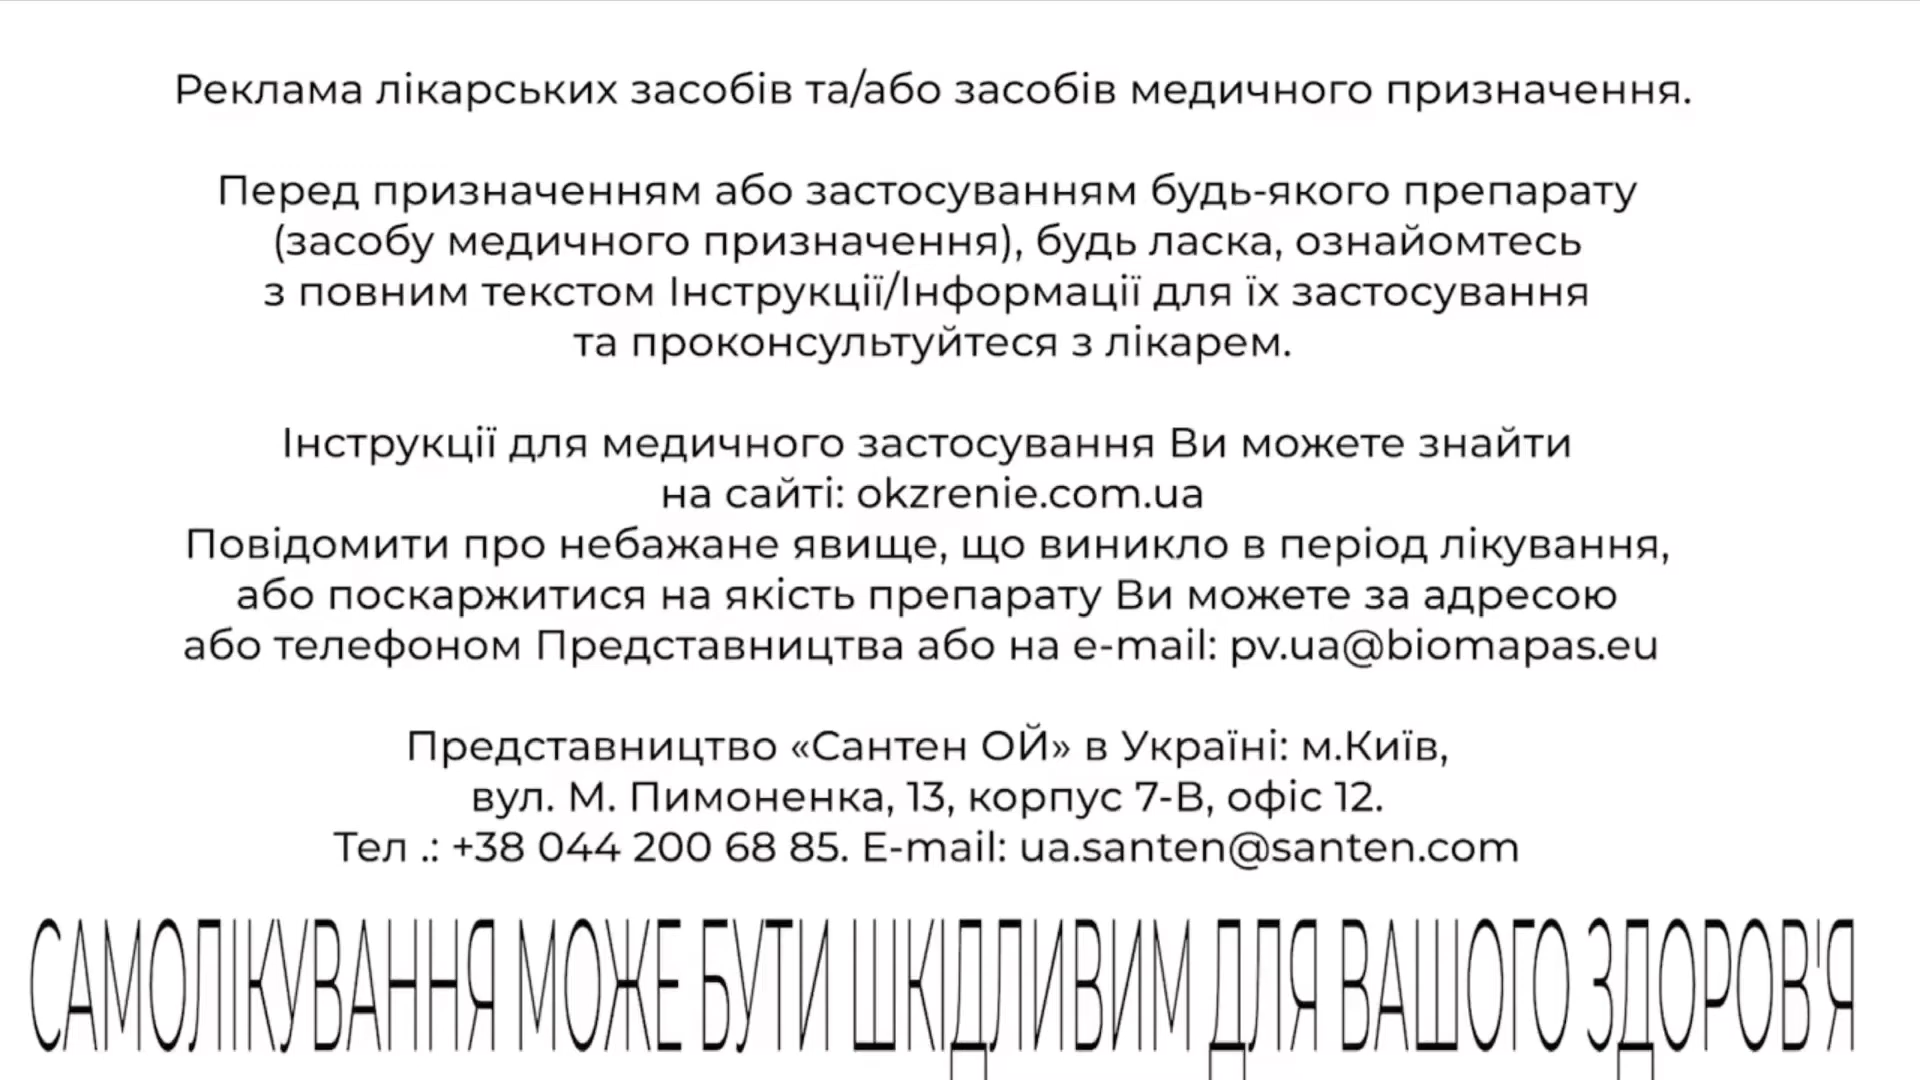 Реклама лікарських засобів та/або засобів медичного призначення.
Перед призначенням або застосуванням будь-якого препарату
(засобу медичного призначення), будь ласка, ознайомтесь
з повним текстом Інструкції/Інформації для їх застосування
та проконсультуйтеся з лікарем.
Інструкції для медичного застосування Ви можете знайти
на сайті: okzrenie.com.ua
Повідомити про небажане явище, що виникло в період лікування,
або поскаржитися на якість препарату Ви можете за адресою
або телефоном Представництва або на e-mail: pv.ua@biomapas.eu
Представництво «Сантен ОЙ» в Україні: м.Київ,
вул. М. Пимоненка, 13, корпус 7-В, офіс 12.
Тел .: +38 044 200 68 85. E-mail: ua.santen@santen.com
САМОЛІКУВАННЯ МОЖЕ БУТИ ШКІДЛИВИМ ДЛЯ ВАШОГО ЗДОРОВ'Я